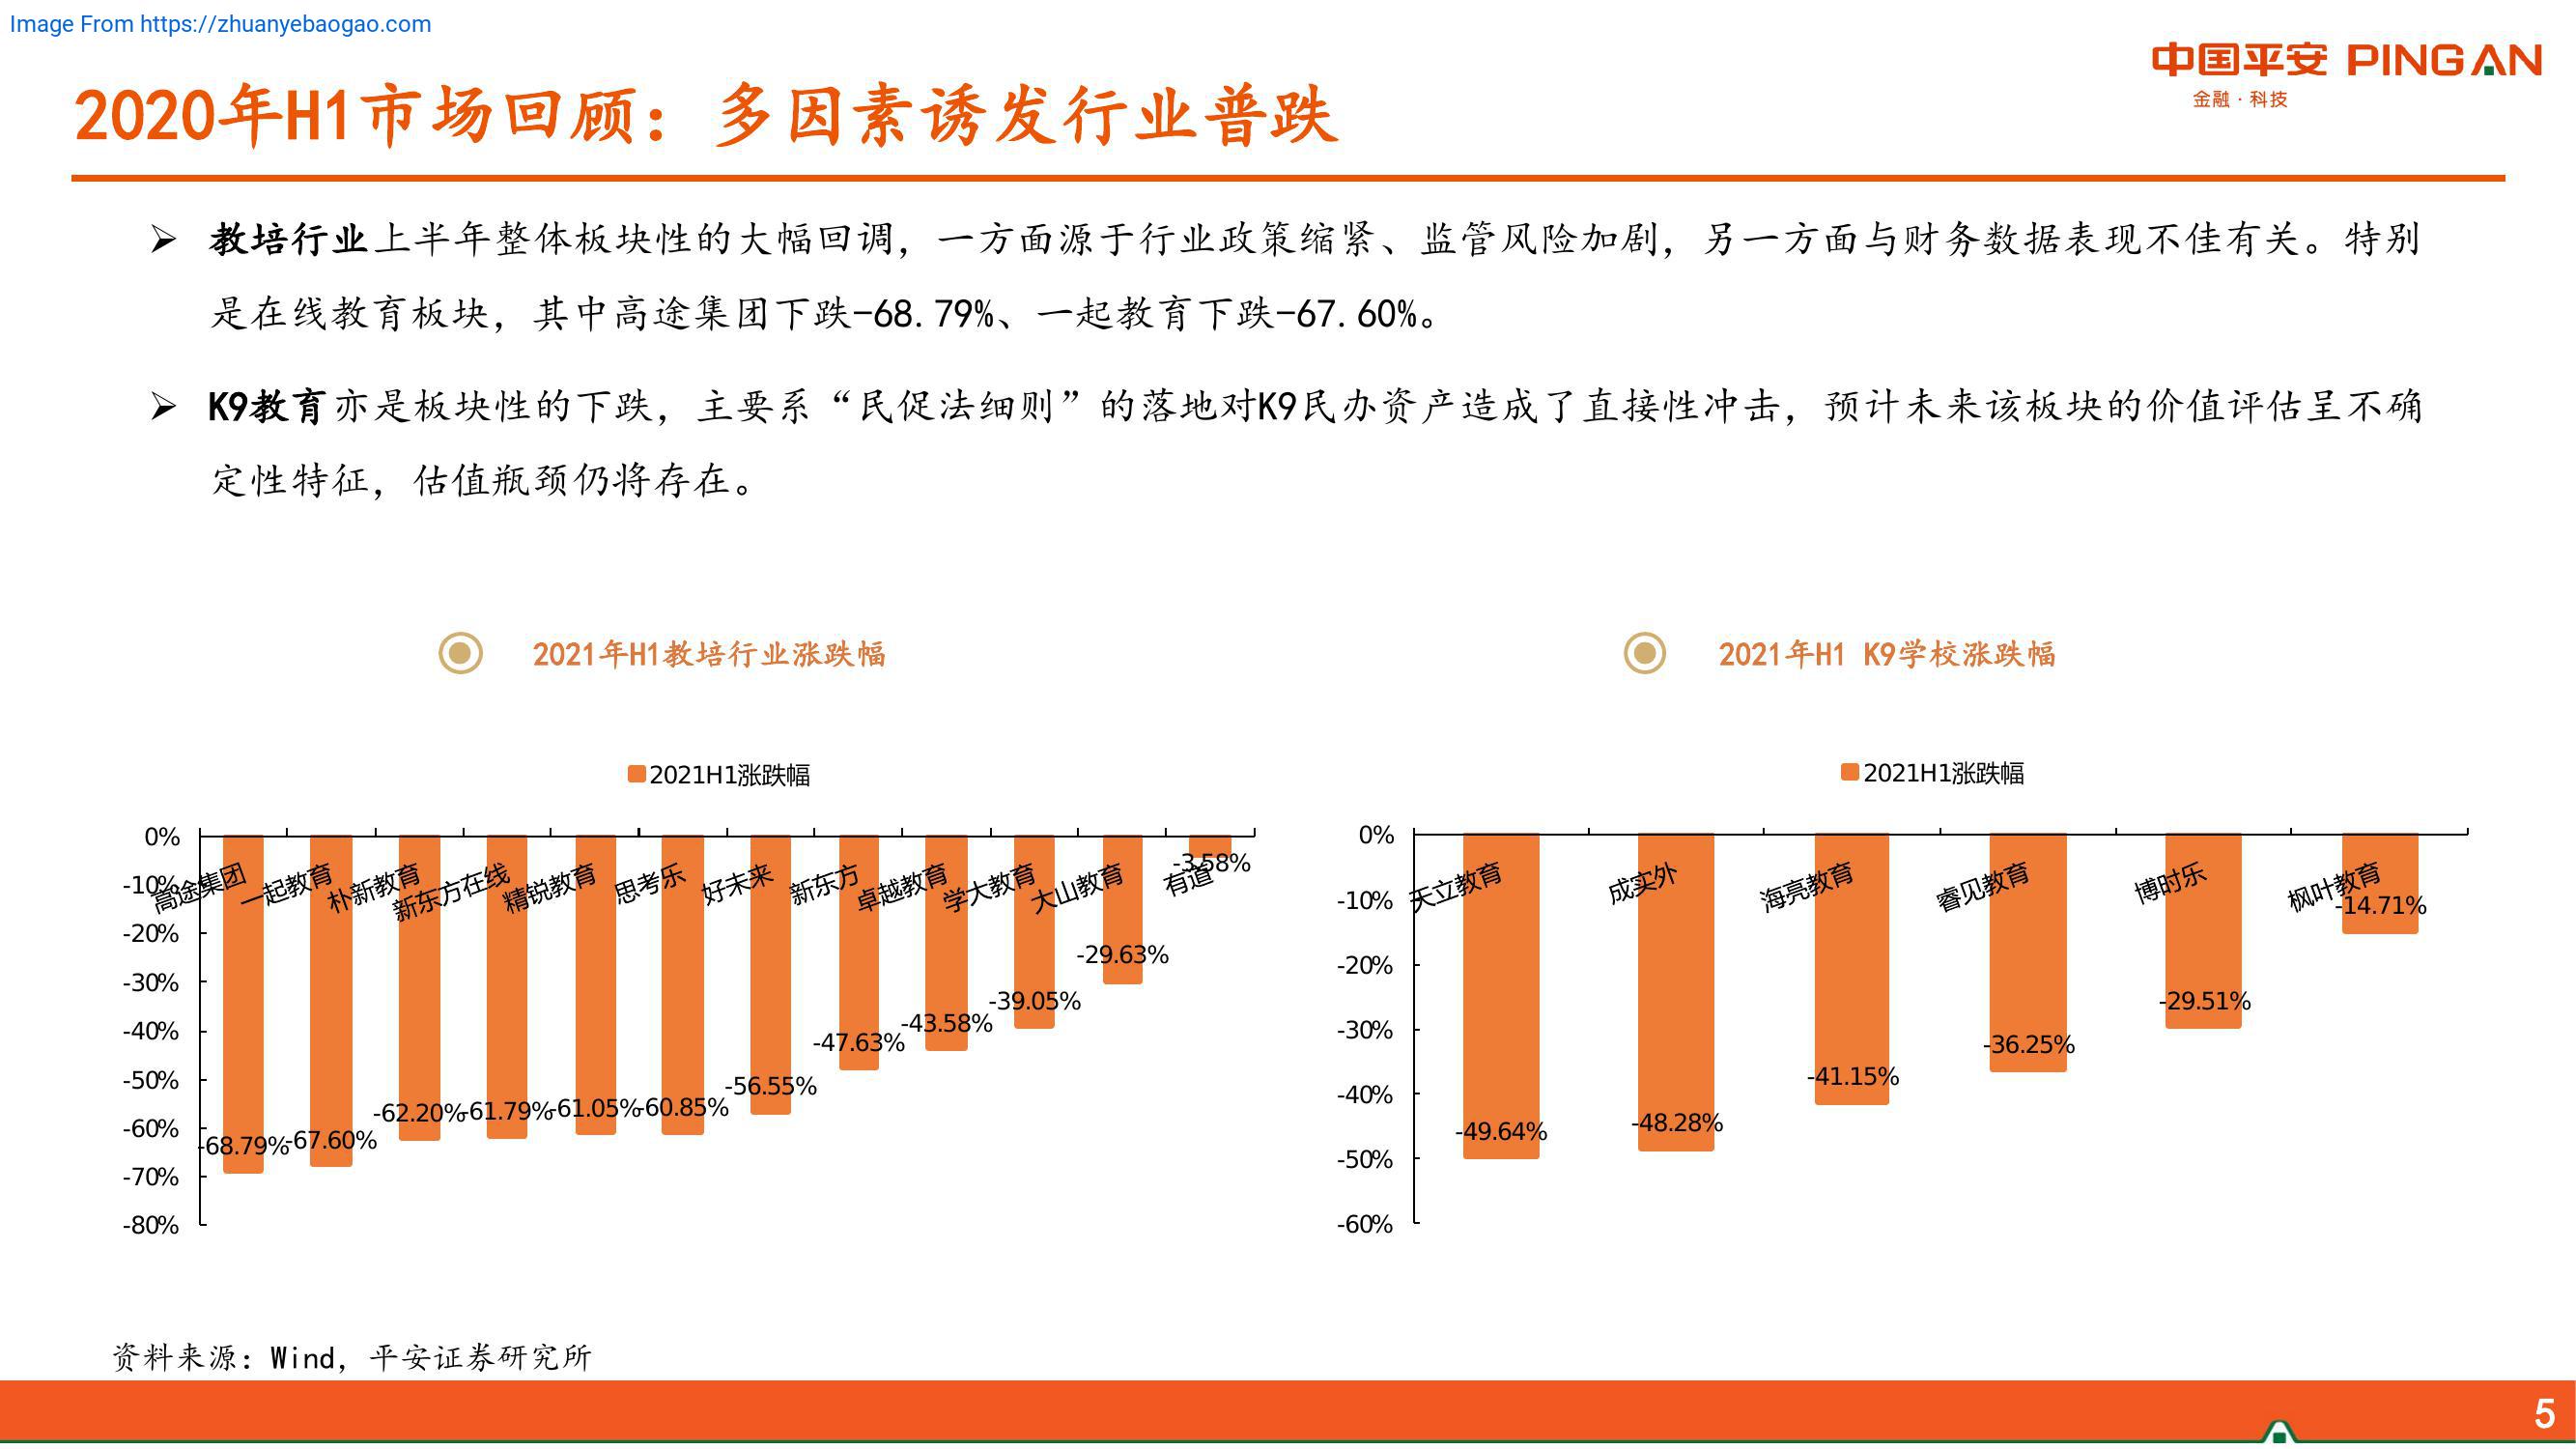 Image From https://zhuanyebaogao.com
中国平安 PINGAN
金融·科技
2020年H1市场回顾：多因素诱发行业普跌
教培行业上半年整体板块性的大幅回调，一方面源于行业政策缩紧、监管风险加剧，另一方面与财务数据表现不佳有关。特别
是在线教育板块，其中高途集团下跌-68.79%、一起教育下跌-67.60%。
K9教育亦是板块性的下跌，主要系“民促法细则”的落地对K9民办资产造成了直接性冲击，预计未来该板块的价值评估呈不确
定性特征，估值瓶颈仍将存在。
2021年H1教培行业涨跌幅
2021H1涨跌幅
0%
-10%
-20%
-30%
-40%
-50%
-60%
-70%
-80%
高途集团
一起教育
朴新教育
新东方在线
精锐教育
思考乐
好未来
新东方
卓越教育
学大教育
大山教育
有道
-68.79%
-67.60%
-62.20%
-61.79%
-61.05%
-60.85%
-56.55%
-47.63%
-43.58%
-39.05%
-29.63%
-3.58%
2021年H1 K9学校涨跌幅
2021H1涨跌幅
0%
-10%
-20%
-30%
-40%
-50%
-60%
天立教育
成实外
海亮教育
睿见教育
博时乐
枫叶教育
-49.64%
-48.28%
-41.15%
-36.25%
-29.51%
-14.71%
资料来源：Wind，平安证券研究所
5